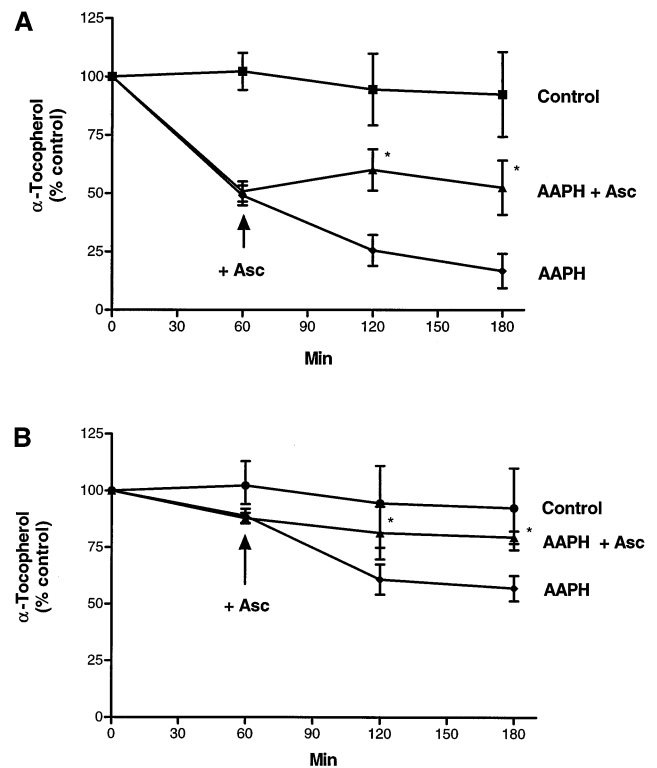 A
α-Tocopherol
(% control)
125
100
75
50
25
0
*
*
Control
AAPH + Asc
AAPH
+ Asc
0 30 60 90 120 150 180
Min
B
α-Tocopherol
(% control)
125
100
75
50
25
0
*
*
Control
AAPH + Asc
AAPH
+ Asc
0 30 60 90 120 150 180
Min